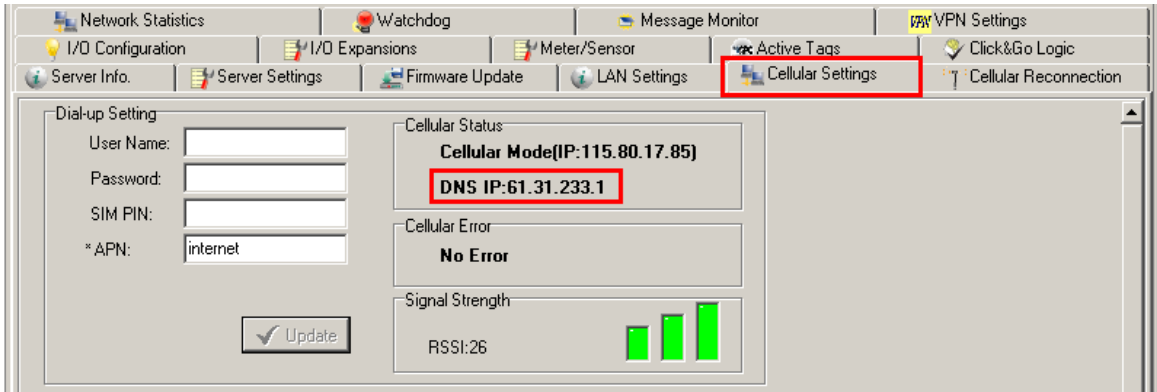 Network Statistics Watchdog Message Monitor VPN VPN Settings
I/O Configuration I/O Expansions Meter/Sensor Active Tags Click&Go Logic
Server Info. Server Settings Firmware Update LAN Settings Cellular Settings Cellular Reconnection
Dial-up Setting
User Name:
Password:
SIM PIN:
* APN: internet
Update
Cellular Status
Cellular Mode(IP:115.80.17.85)
DNS IP:61.31.233.1
Cellular Error
No Error
Signal Strength
RSSI:26